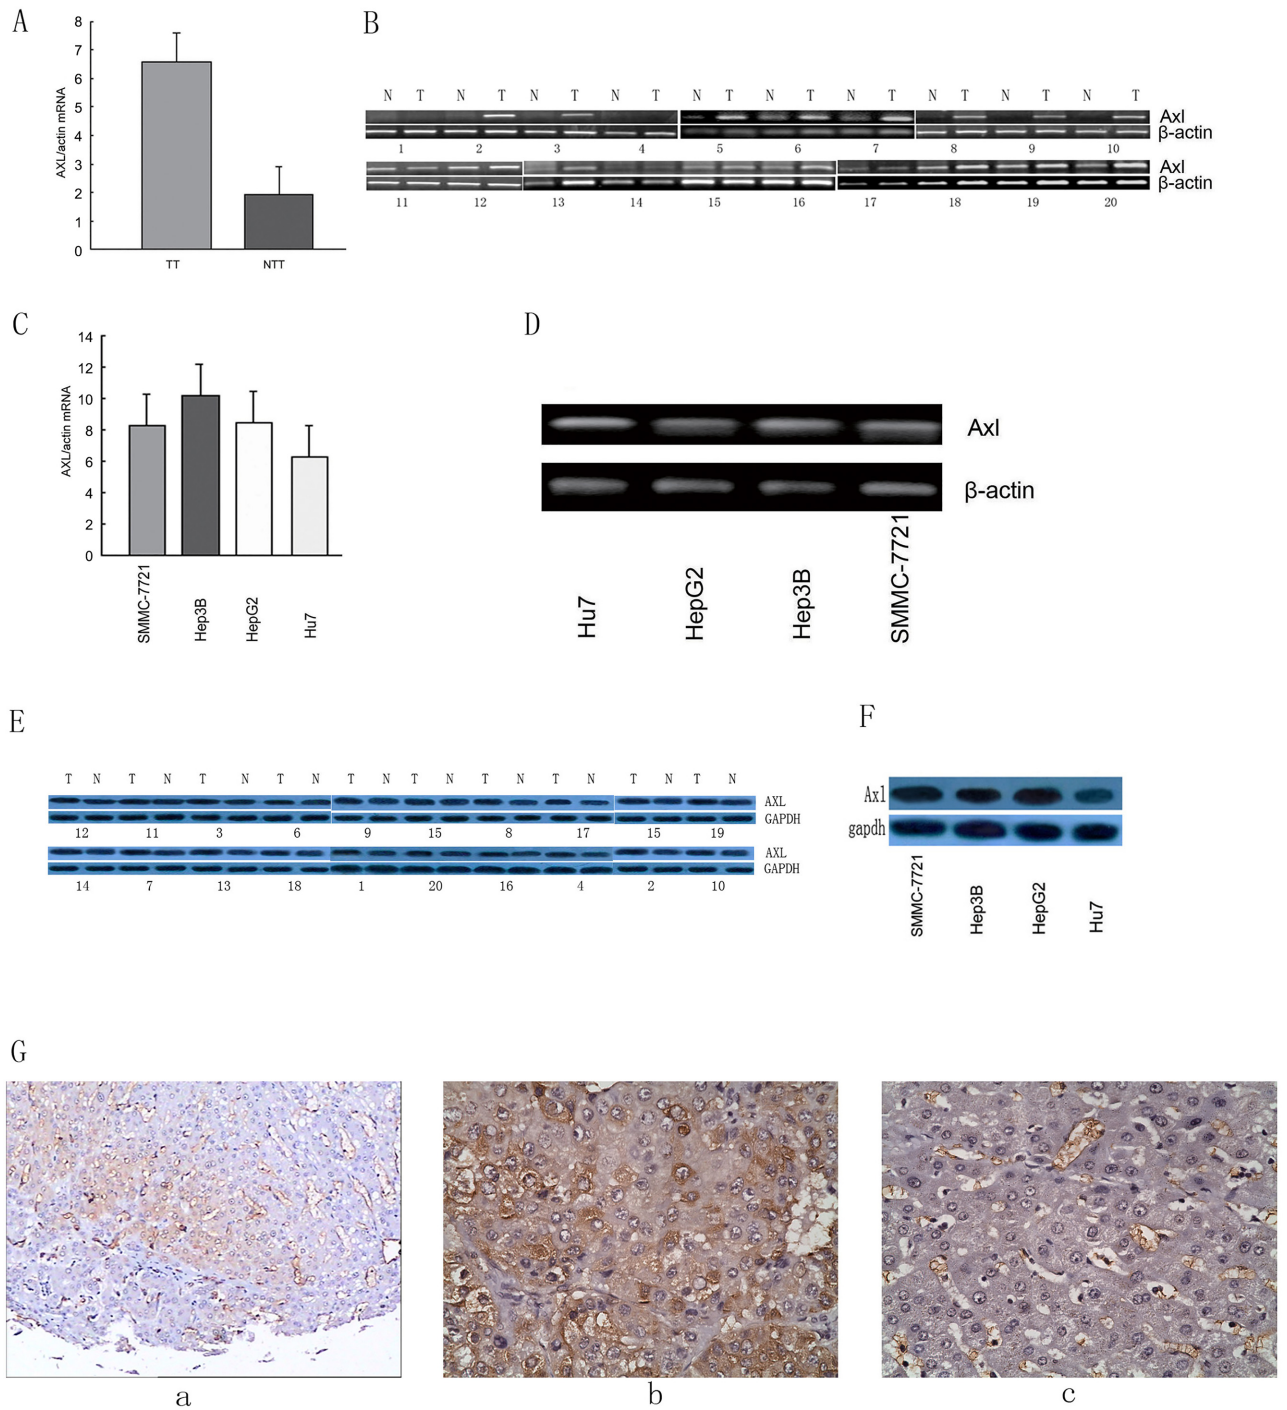 A
8
7
6
5
4
3
2
1
0
AXL/actin mRNA
TT NTT
B
N T N T N T N T N T N T N T N T N T N T
Axl
β-actin
1 2 3 4 5 6 7 8 9 10
Axl
β-actin
11 12 13 14 15 16 17 18 19 20
C
14
12
10
8
6
4
2
0
AXL/actin mRNA
SMMC-7721 Hep3B HepG2 Hu7
D
Axl
β-actin
Hu7 HepG2 Hep3B SMMC-7721
E
T N T N T N T N T N T N T N T N T N T N
AXL
GAPDH
12 11 3 6 9 15 8 17 15 19
AXL
GAPDH
14 7 13 18 1 20 16 4 2 10
F
Axl
gapdh
SMMC-7721 Hep3B HepG2 Hu7
G
a b c